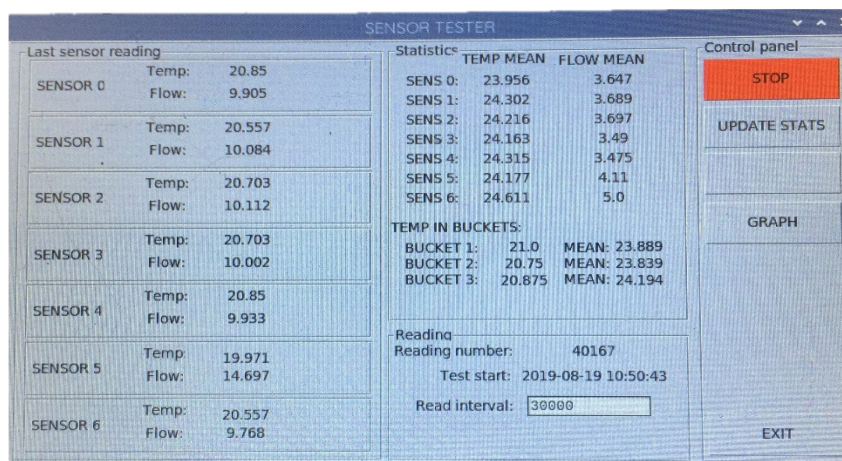 SENSOR TESTER
Last sensor reading
SENSOR 0
Temp: 20.85
Flow: 9.905
SENSOR 1
Temp: 20.557
Flow: 10.084
SENSOR 2
Temp: 20.703
Flow: 10.112
SENSOR 3
Temp: 20.703
Flow: 10.002
SENSOR 4
Temp: 20.85
Flow: 9.933
SENSOR 5
Temp: 19.971
Flow: 14.697
SENSOR 6
Temp: 20.557
Flow: 9.768
Statistics
TEMP MEAN FLOW MEAN
SENS 0: 23.956 3.647
SENS 1: 24.302 3.689
SENS 2: 24.216 3.697
SENS 3: 24.163 3.49
SENS 4: 24.315 3.475
SENS 5: 24.177 4.11
SENS 6: 24.611 5.0
TEMP IN BUCKETS:
BUCKET 1: 21.0 MEAN: 23.889
BUCKET 2: 20.75 MEAN: 23.839
BUCKET 3: 20.875 MEAN: 24.194
Reading
Reading number: 40167
Test start: 2019-08-19 10:50:43
Read interval: 30000
Control panel
STOP
UPDATE STATS
GRAPH
EXIT